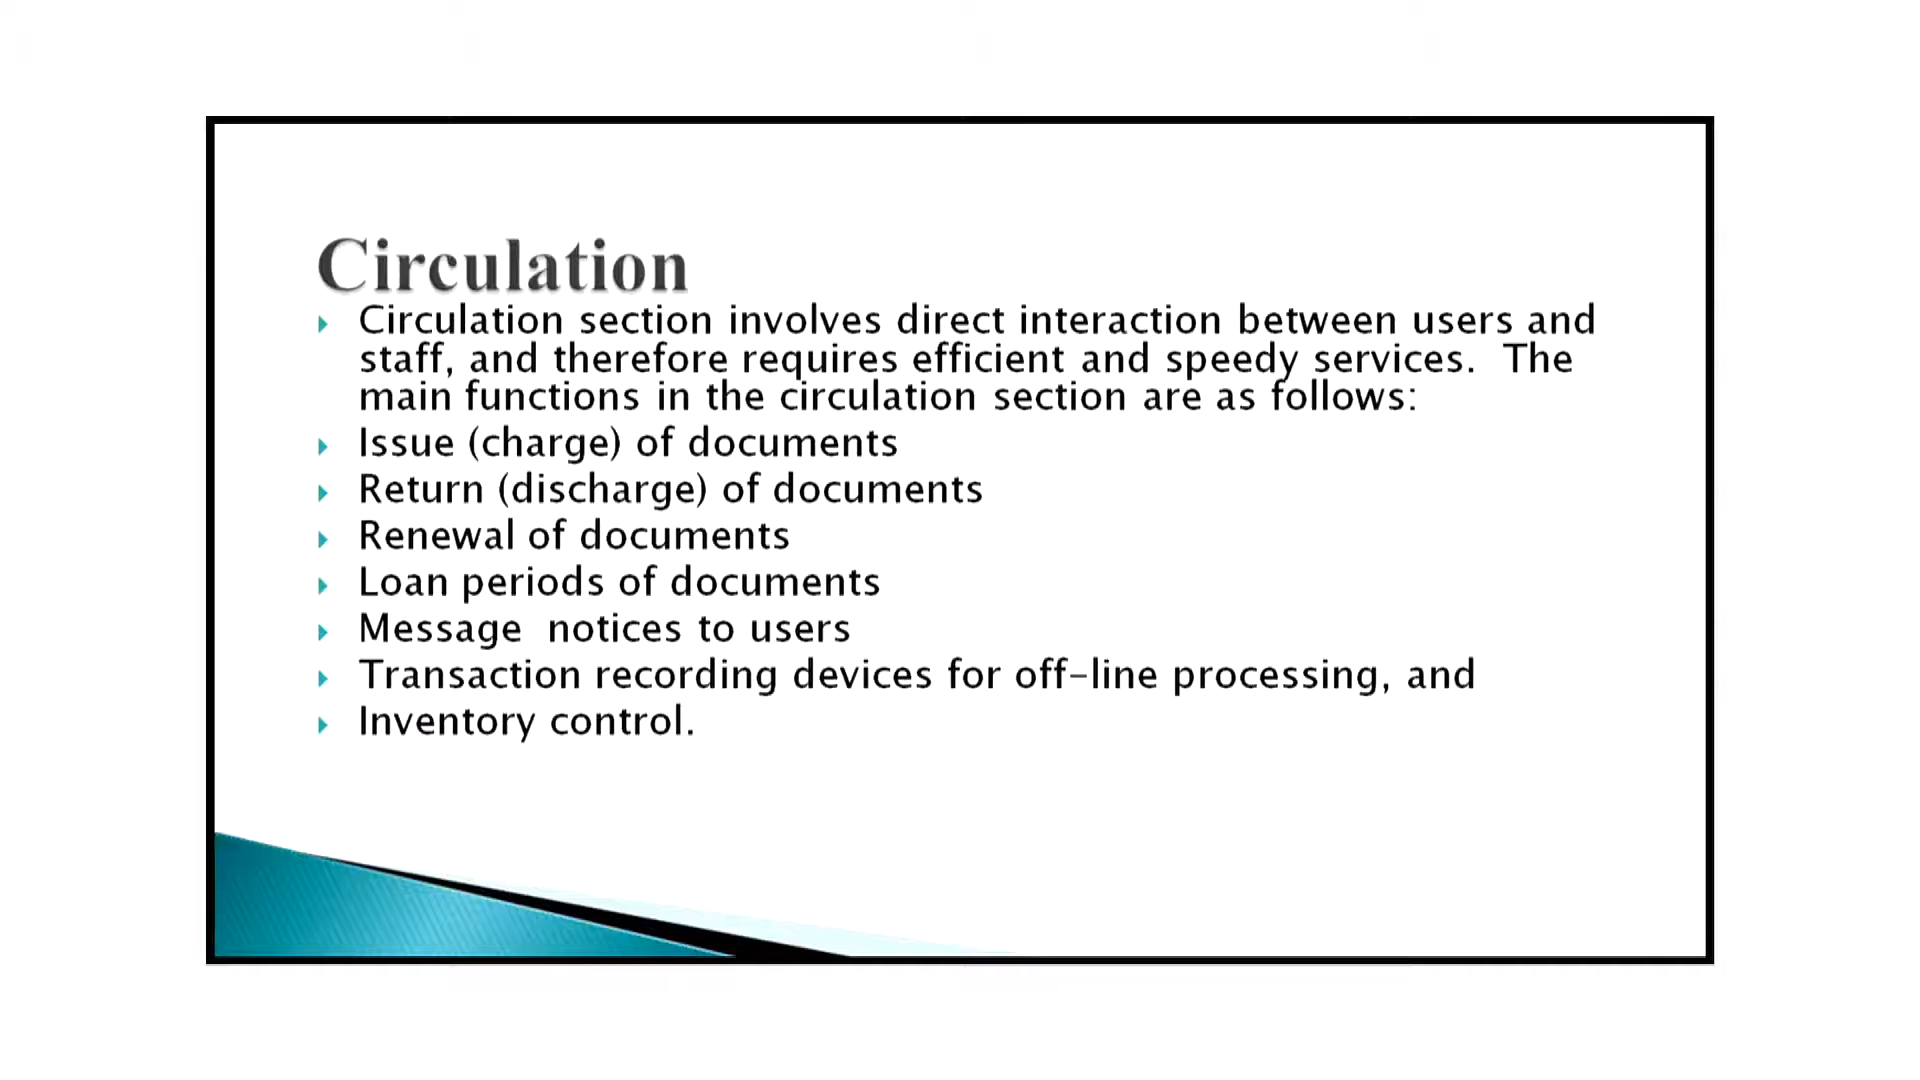 Circulation
Circulation section involves direct interaction between users and
staff, and therefore requires efficient and speedy services.  The
main functions in the circulation section are as follows:
Issue (charge) of documents
Return (discharge) of documents
Renewal of documents
Loan periods of documents
Message  notices to users
Transaction recording devices for off-line processing, and
Inventory control.